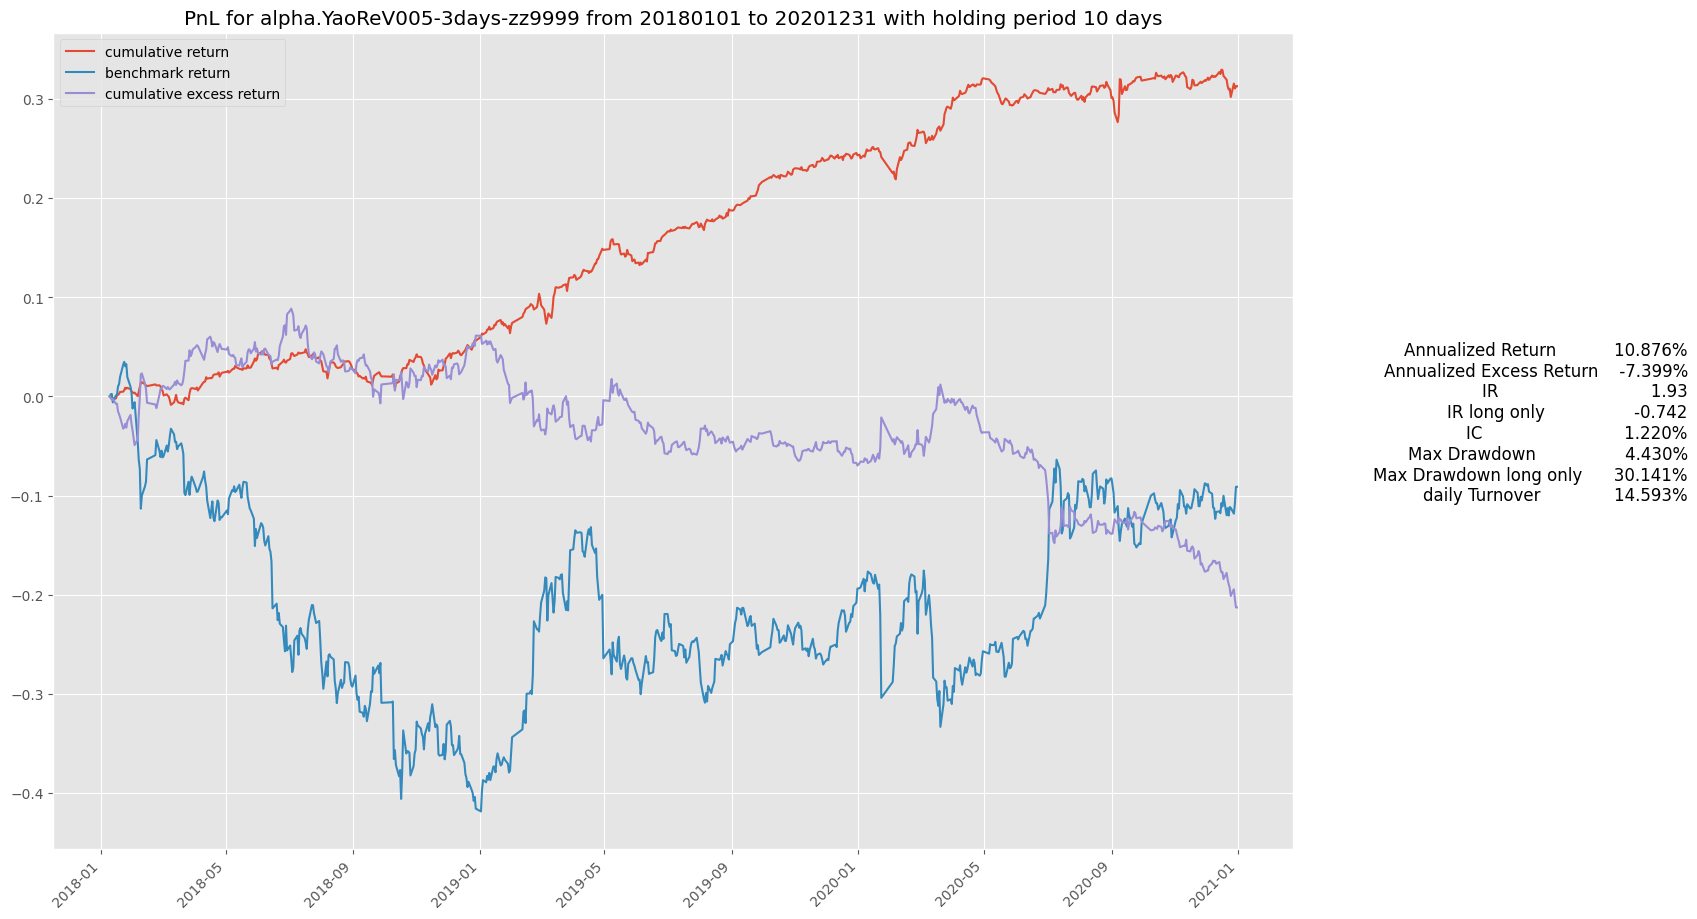 PnL for alpha.YaoReV005-3days-zz9999 from 20180101 to 20201231 with holding period 10 days
cumulative return
benchmark return
cumulative excess return
0.3
0.2
0.1
0.0
−0.1
−0.2
−0.3
−0.4
2018-01
2018-05
2018-09
2019-01
2019-05
2019-09
2020-01
2020-05
2020-09
2021-01
Annualized Return 10.876%
Annualized Excess Return -7.399%
IR 1.93
IR long only -0.742
IC 1.220%
Max Drawdown 4.430%
Max Drawdown long only 30.141%
daily Turnover 14.593%